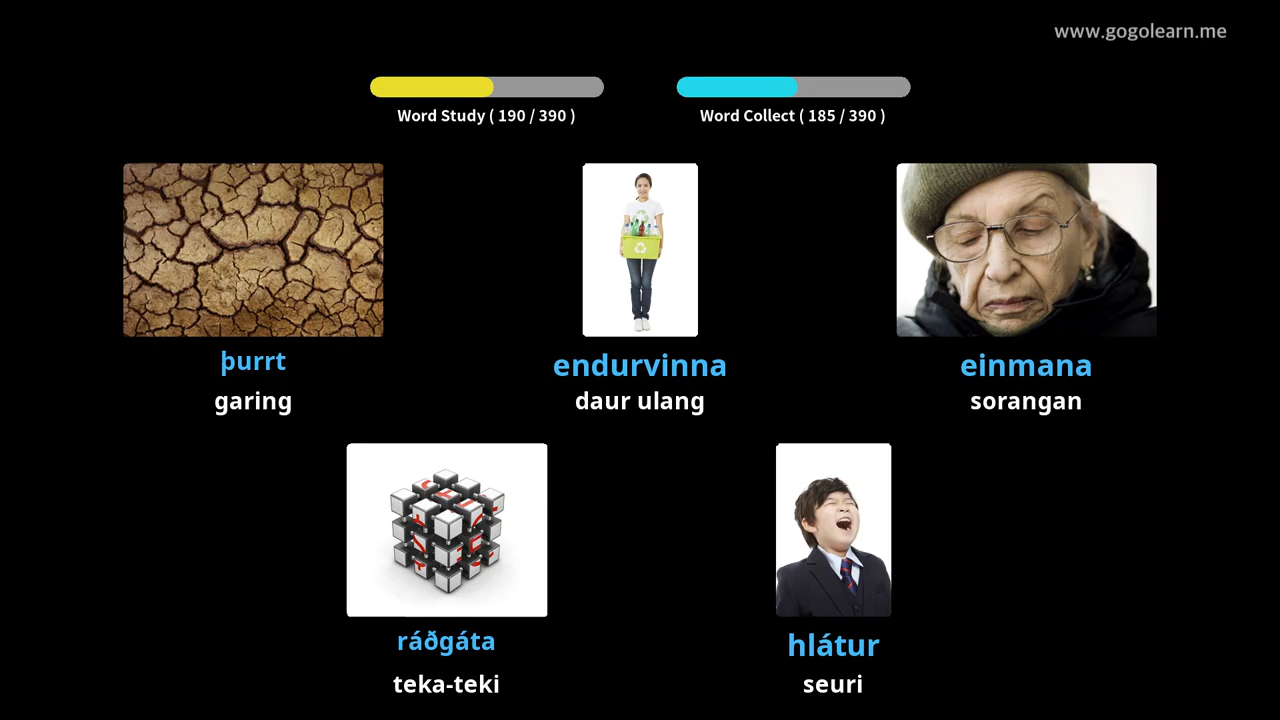 www.gogolearn.me
Word Study ( 190 / 390 )
Word Collect ( 185 / 390 )
þurrt
garing
endurvinna
daur ulang
einmana
sorangan
ráðgáta
teka-teki
hlátur
seuri